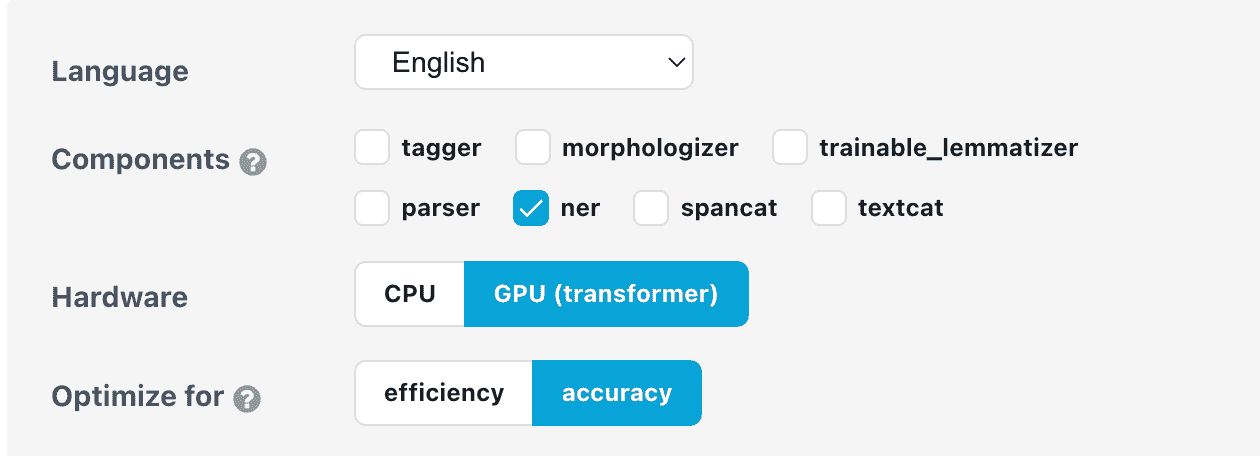 Language English
Components ? tagger morphologizer trainable_lemmatizer
parser ner spancat textcat
Hardware CPU GPU (transformer)
Optimize for ? efficiency accuracy